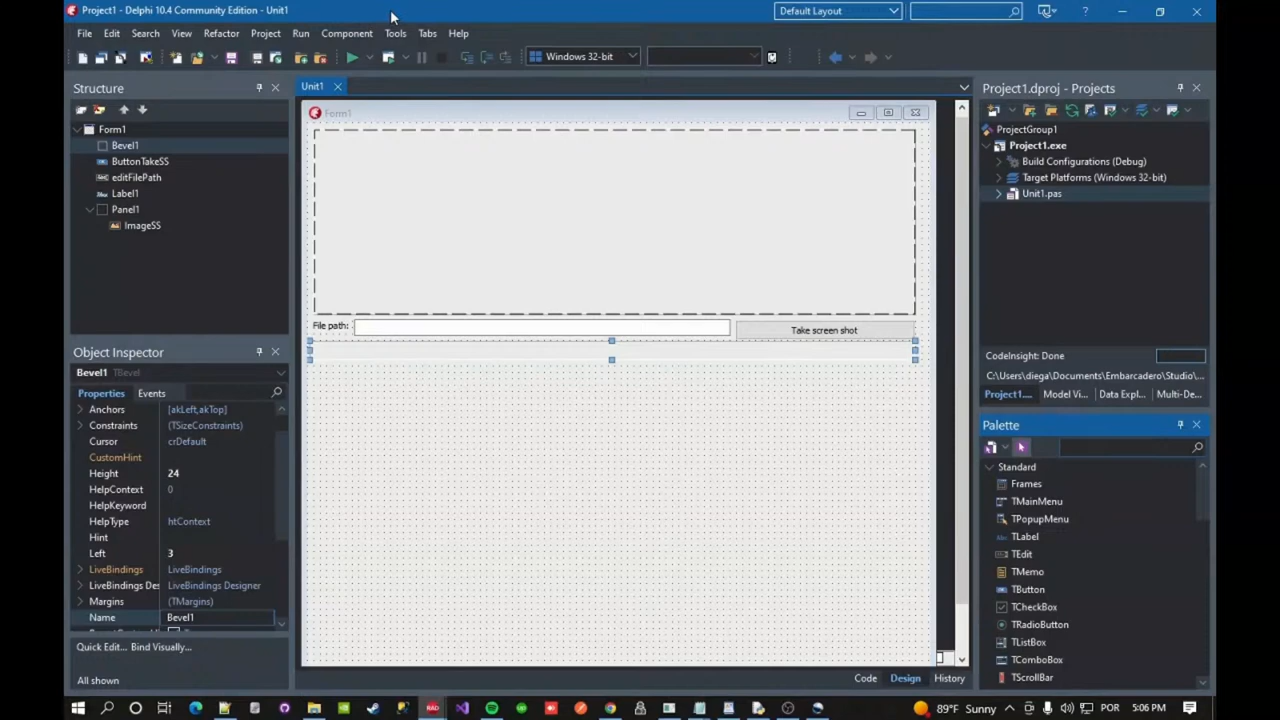 Project1 - Delphi 10.4 Community Edition - Unit1
Default Layout
?
File Edit Search View Refactor Project Run Component Tools Tabs Help
Windows 32-bit
Structure
Form1
Bevel1
ButtonTakeSS
editFilePath
Label1
Panel1
ImageSS
Object Inspector
Bevel1 TBevel
Properties Events
Anchors [akLeft,akTop]
Constraints (TSizeConstraints)
Cursor crDefault
CustomHint
Height 24
HelpContext 0
HelpKeyword
HelpType htContext
Hint
Left 3
LiveBindings LiveBindings
LiveBindings Des LiveBindings Designer
Margins (TMargins)
Name Bevel1
Quick Edit... Bind Visually...
All shown
Unit1
Form1
File path:
Take screen shot
Code Design History
Project1.dproj - Projects
ProjectGroup1
Project1.exe
Build Configurations (Debug)
Target Platforms (Windows 32-bit)
Unit1.pas
CodeInsight: Done
C:\Users\diega\Documents\Embarcadero\Studio\...
Project1.... Model Vi... Data Expl... Multi-De...
Palette
Standard
Frames
TMainMenu
TPopupMenu
TLabel
TEdit
TMemo
TButton
TCheckBox
TRadioButton
TListBox
TComboBox
TScrollBar
RAD
89°F Sunny
POR
5:06 PM